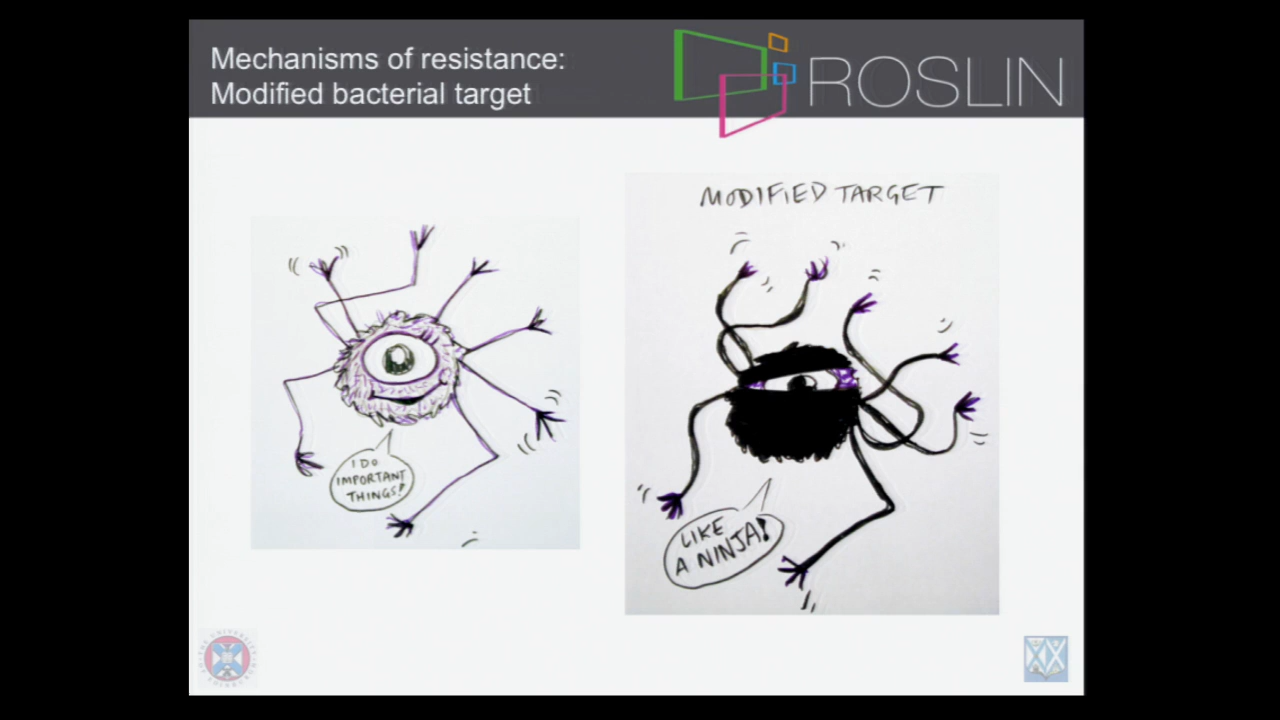 Mechanisms of resistance:
Modified bacterial target
ROSLIN
I DO
IMPORTANT
THINGS!
MODIFIED TARGET
LIKE
A NINJA!